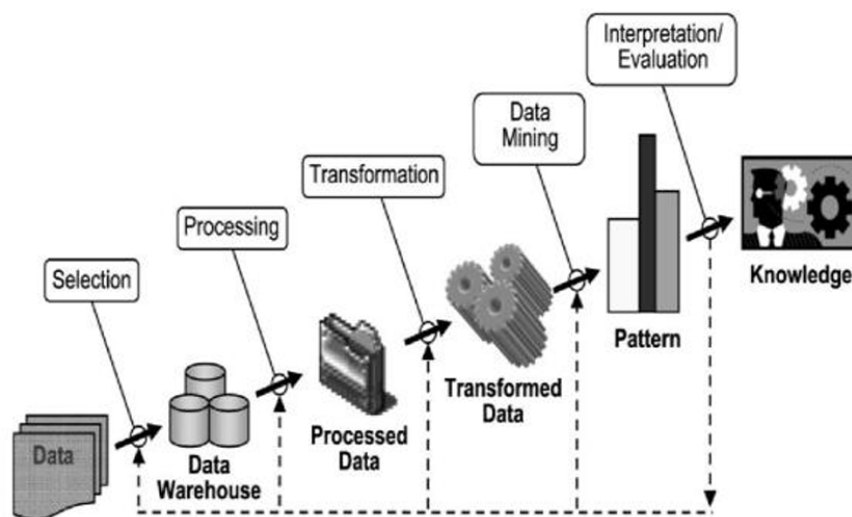 Interpretation/
Evaluation
Data
Mining
Transformation
Processing
Selection
Knowledge
Pattern
Transformed
Data
Processed
Data
Data
Warehouse
Data